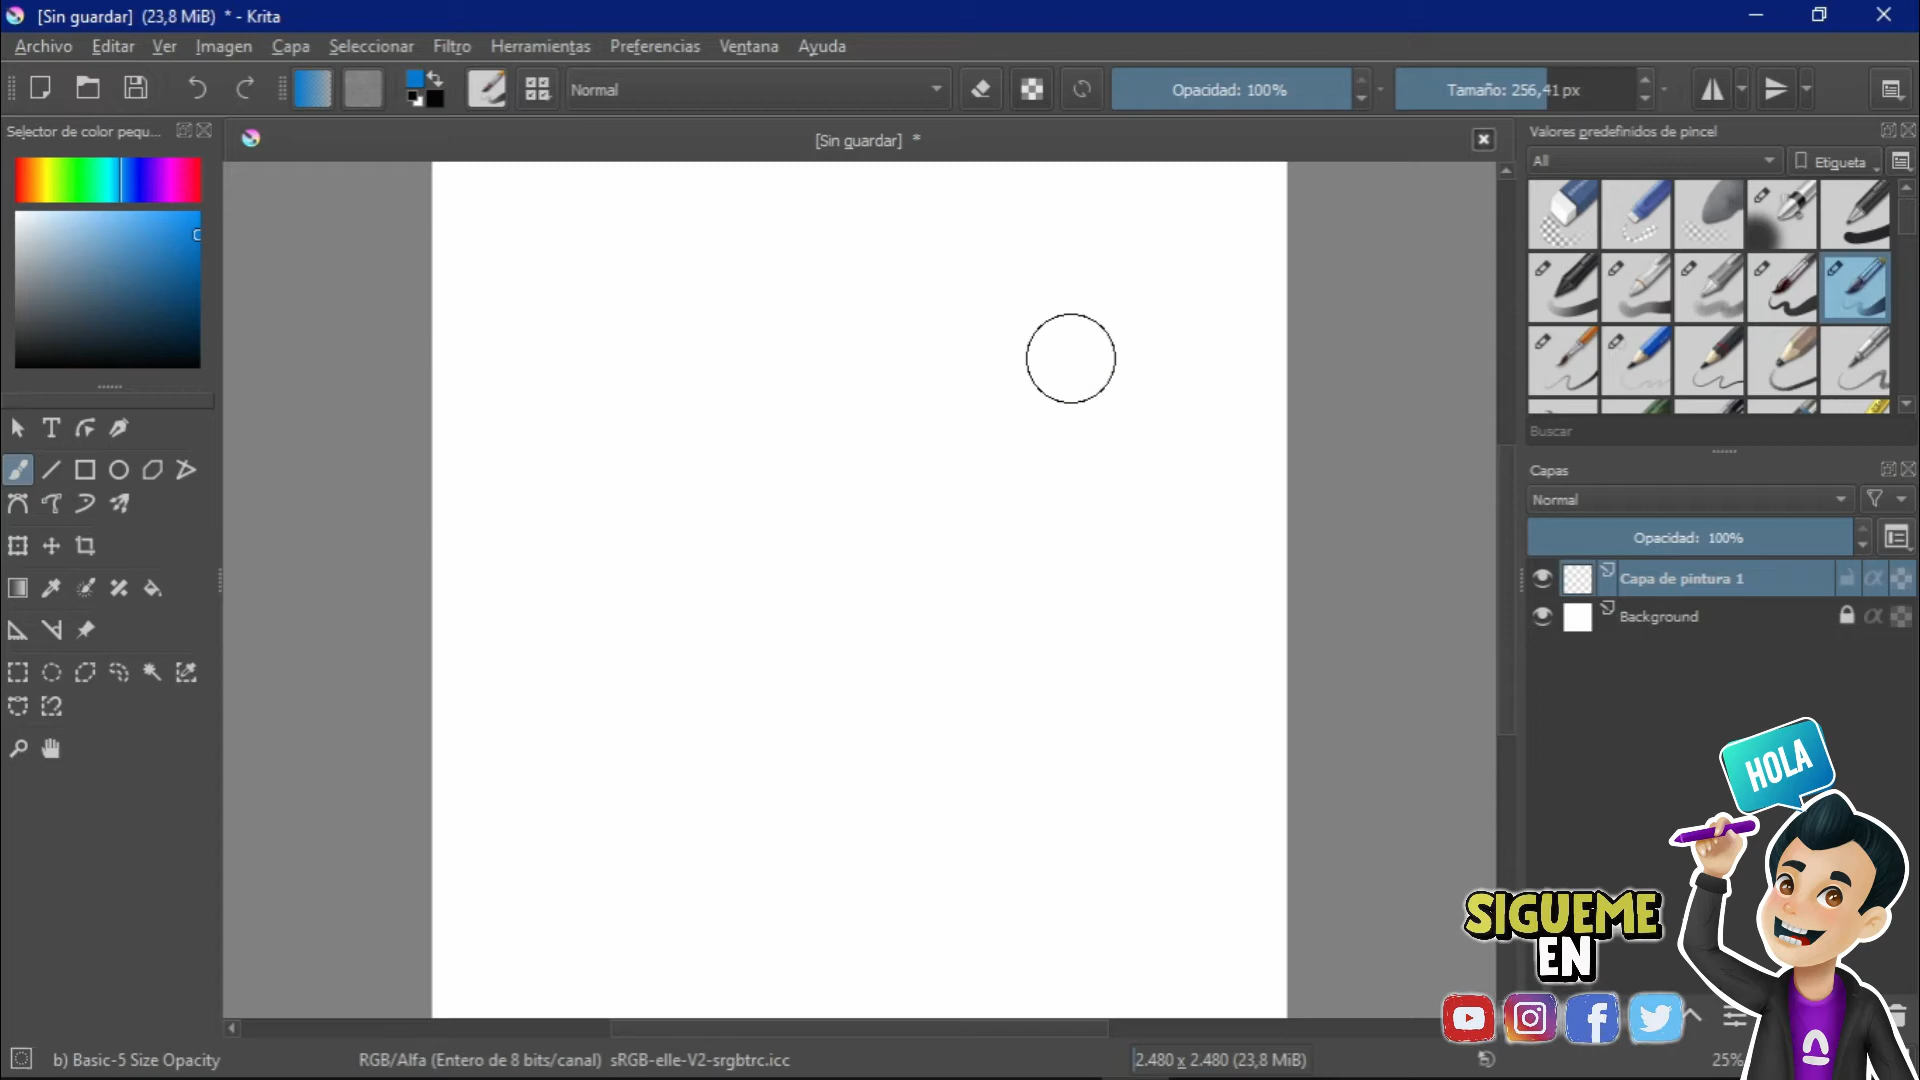 [Sin guardar] (23,8 MiB) * - Krita
Archivo Editar Ver Imagen Capa Seleccionar Filtro Herramientas Preferencias Ventana Ayuda
Normal
Opacidad: 100%
Tamaño: 256,41 px
Selector de color pequ...
[Sin guardar] *
Valores predefinidos de pincel
All
Etiqueta
Buscar
Capas
Normal
Opacidad: 100%
Capa de pintura 1
Background
HOLA
SIGUEME
EN
b) Basic-5 Size Opacity
RGB/Alfa (Entero de 8 bits/canal) sRGB-elle-V2-srgbtrc.icc
2.480 x 2.480 (23,8 MiB)
25%